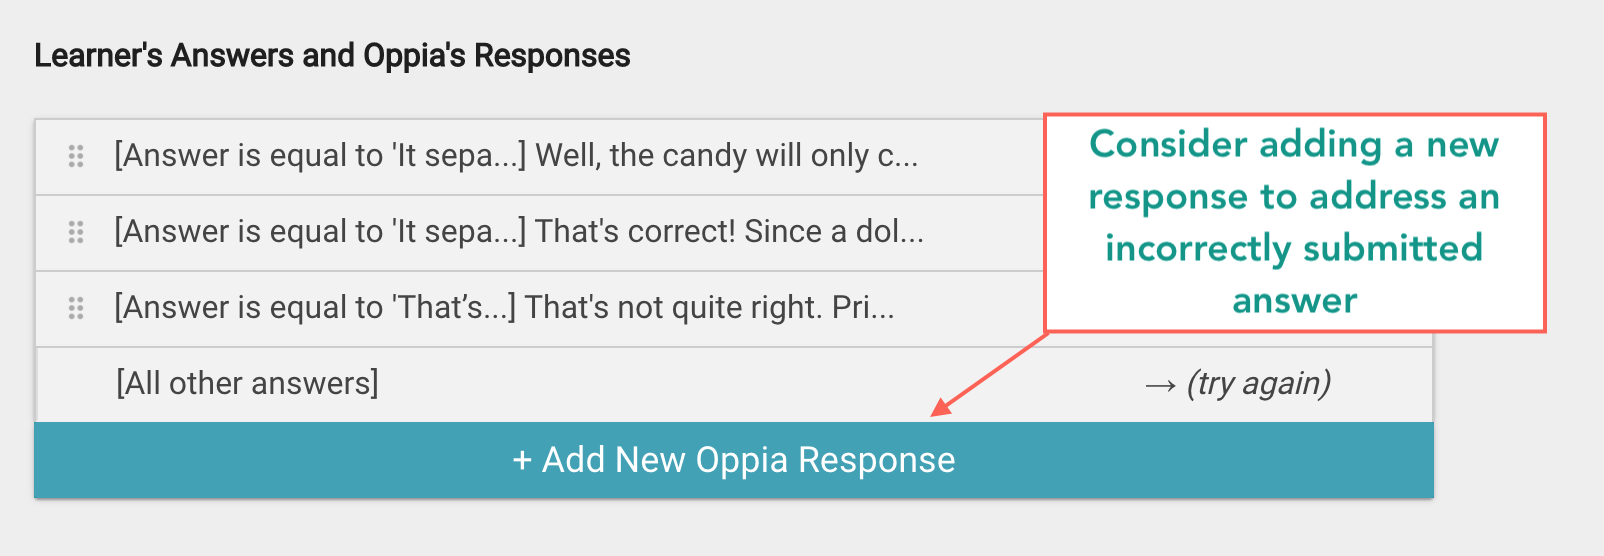 Learner's Answers and Oppia's Responses
[Answer is equal to 'It sepa...] Well, the candy will only c...
[Answer is equal to 'It sepa...] That's correct! Since a dol...
[Answer is equal to 'That’s...] That's not quite right. Pri...
[All other answers] → (try again)
+ Add New Oppia Response
Consider adding a new
response to address an
incorrectly submitted
answer